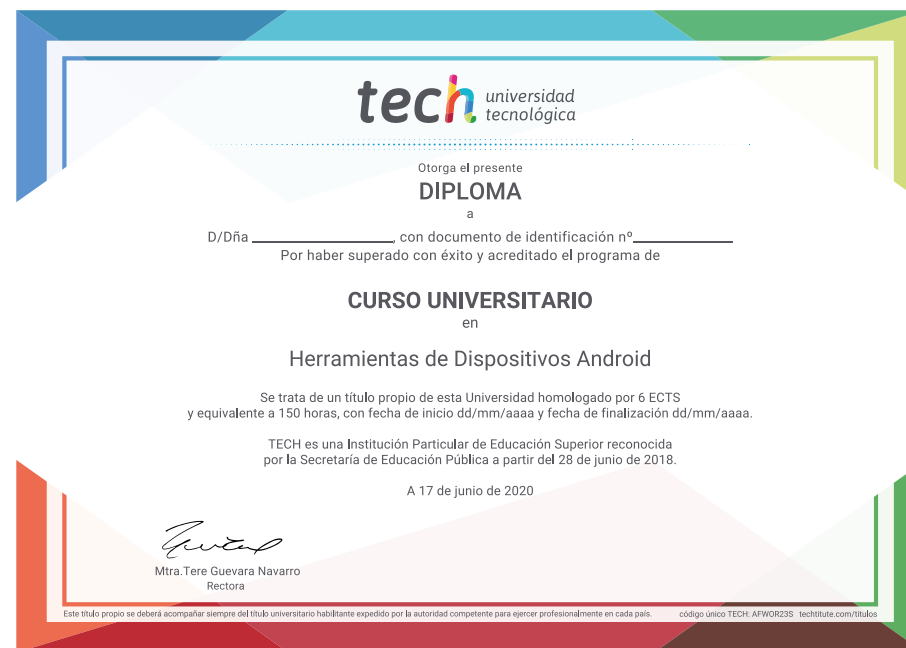 tech universidad
tecnológica
Otorga el presente
DIPLOMA
a
D/Dña ____________________, con documento de identificación nº______________
Por haber superado con éxito y acreditado el programa de
CURSO UNIVERSITARIO
en
Herramientas de Dispositivos Android
Se trata de un título propio de esta Universidad homologado por 6 ECTS
y equivalente a 150 horas, con fecha de inicio dd/mm/aaaa y fecha de finalización dd/mm/aaaa.
TECH es una Institución Particular de Educación Superior reconocida
por la Secretaría de Educación Pública a partir del 28 de junio de 2018.
A 17 de junio de 2020
Mtra.Tere Guevara Navarro
Rectora
Este título propio se deberá acompañar siempre del título universitario habilitante expedido por la autoridad competente para ejercer profesionalmente en cada país. código único TECH: AFWOR23S techtitute.com/titulos